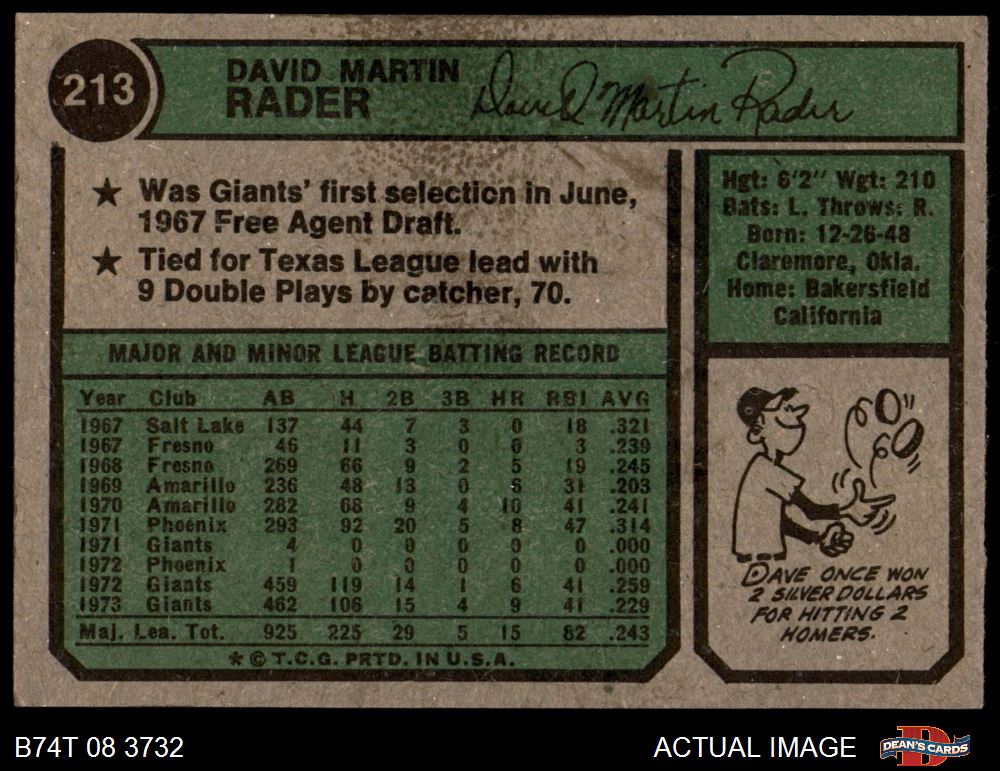 213
DAVID MARTIN
RADER
David Martin Rader
★ Was Giants' first selection in June,
1967 Free Agent Draft.
★ Tied for Texas League lead with
9 Double Plays by catcher, 70.
Hgt: 6'2" Wgt: 210
Bats: L. Throws: R.
Born: 12-26-48
Claremore, Okla.
Home: Bakersfield
California
MAJOR AND MINOR LEAGUE BATTING RECORD
Year Club AB H 2B 3B HR RBI AVG
1967 Salt Lake 137 44 7 3 0 18 .321
1967 Fresno 46 11 3 0 0 3 .239
1968 Fresno 269 66 9 2 5 19 .245
1969 Amarillo 236 48 13 0 6 31 .203
1970 Amarillo 282 68 9 4 10 41 .241
1971 Phoenix 293 92 20 5 8 47 .314
1971 Giants 4 0 0 0 0 0 .000
1972 Phoenix 1 0 0 0 0 0 .000
1972 Giants 459 119 14 1 6 41 .259
1973 Giants 462 106 15 4 9 41 .229
Maj. Lea. Tot. 925 225 29 5 15 82 .243
* © T.C.G. PRTD. IN U.S.A.
DAVE ONCE WON
2 SILVER DOLLARS
FOR HITTING 2
HOMERS.
B74T 08 3732
ACTUAL IMAGE
DEAN'S CARDS